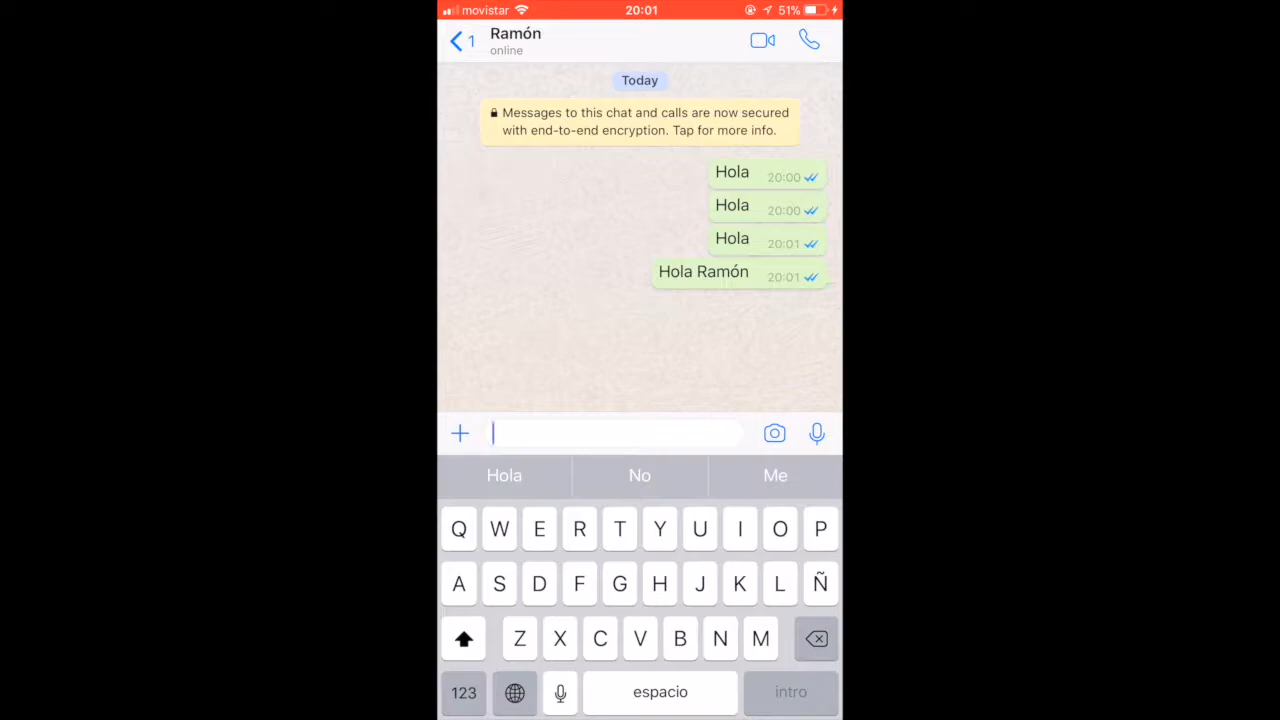 movistar 20:01 51%
1 Ramón
online
Today
Messages to this chat and calls are now secured
with end-to-end encryption. Tap for more info.
Hola 20:00
Hola 20:00
Hola 20:01
Hola Ramón 20:01
Hola No Me
Q W E R T Y U I O P
A S D F G H J K L Ñ
Z X C V B N M
123 espacio intro